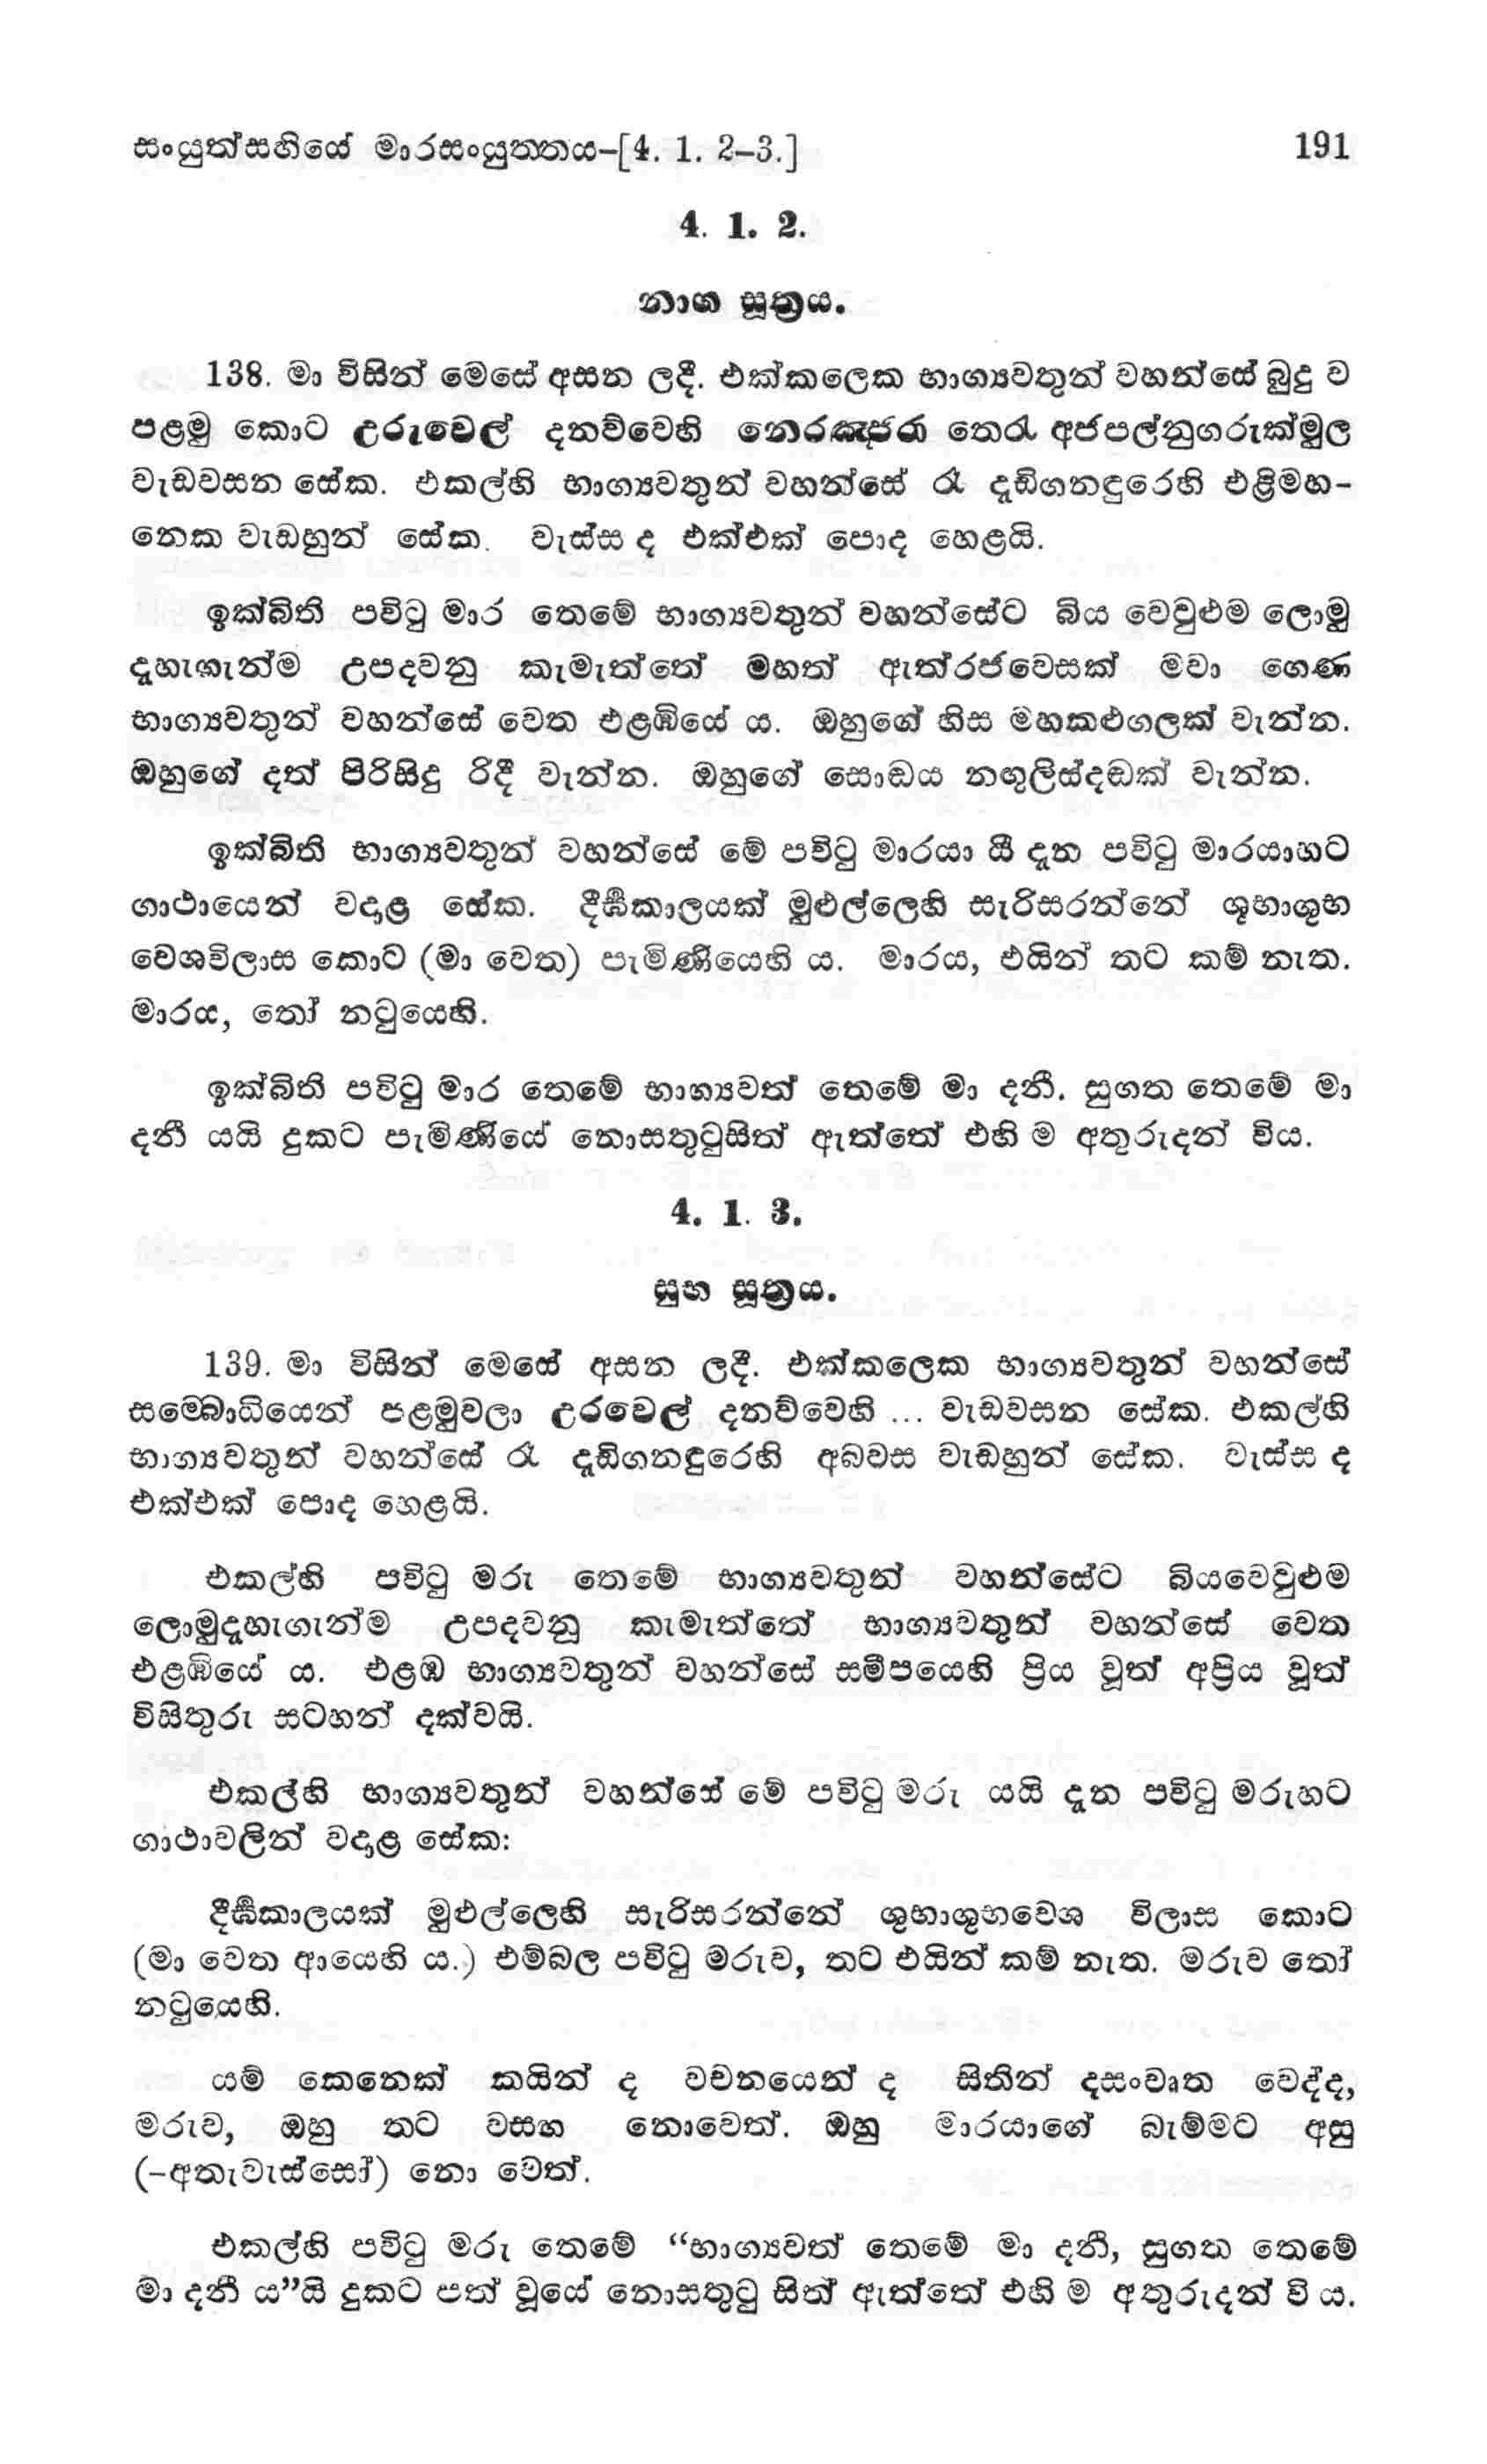 සංයුත්සඟියේ මාරසංයුත්තය-[4. 1. 2-3.] 191
4. 1. 2.
නාග සූත්‍රය.
138. මා විසින් මෙසේ අසන ලදී. එක්කලෙක භාග්‍යවතුන් වහන්සේ බුදු ව
පළමු කොට උරුවෙල් දනව්වෙහි නෙරඤ්ජරා තෙරැ අජපල්නුගරුක්මුල
වැඩවසන සේක. එකල්හි භාග්‍යවතුන් වහන්සේ රෑ දැඩිගනඳුරෙහි එළිමහ-
නෙක වැඩහුන් සේක. වැස්ස ද එක්එක් පොද හෙළයි.
ඉක්බිති පවිටු මාර තෙමේ භාග්‍යවතුන් වහන්සේට බිය වෙවුළුම ලොමු
දැහැගැන්ම උපදවනු කැමැත්තේ මහත් ඇත්රජවෙසක් මවා ගෙණ
භාග්‍යවතුන් වහන්සේ වෙත එළඹියේ ය. ඔහුගේ හිස මහකළුගලක් වැන්න.
ඔහුගේ දත් පිරිසිදු රිදී වැන්න. ඔහුගේ සොඬය නඟුලිස්දඬක් වැන්න.
ඉක්බිති භාග්‍යවතුන් වහන්සේ මේ පවිටු මාරයා යී දැන පවිටු මාරයාහට
ගාථායෙන් වදාළ සේක. දීර්‍ඝකාලයක් මුළුල්ලෙහි සැරිසරන්නේ ශුභාශුභ
වෙශවිලාස කොට (මා වෙත) පැමිණියෙහි ය. මාරය, එයින් තට කම් නැත.
මාරය, තෝ නටුයෙහි.
ඉක්බිති පවිටු මාර තෙමේ භාග්‍යවත් තෙමේ මා දනී. සුගත තෙමේ මා
දනී යයි දුකට පැමිණියේ නොසතුටුසිත් ඇත්තේ එහි ම අතුරුදන් විය.
4. 1. 3.
සුභ සූත්‍රය.
139. මා විසින් මෙසේ අසන ලදී. එක්කලෙක භාග්‍යවතුන් වහන්සේ
සම්බොධියෙන් පළමුවලා උරවෙල් දනව්වෙහි ... වැඩවසන සේක. එකල්හි
භාග්‍යවතුන් වහන්සේ රෑ දැඩිගනඳුරෙහි අබවස වැඩහුන් සේක. වැස්ස ද
එක්එක් පොද හෙළයි.
එකල්හි පවිටු මරු තෙමේ භාග්‍යවතුන් වහන්සේට බියවෙවුළුම
ලොමුදැහැගැන්ම උපදවනූ කැමැත්තේ භාග්‍යවතුන් වහන්සේ වෙත
එළඹියේ ය. එළඹ භාග්‍යවතුන් වහන්සේ සමීපයෙහි ප්‍රිය වූත් අප්‍රිය වූත්
විසිතුරු සටහන් දක්වයි.
එකල්හි භාග්‍යවතුන් වහන්සේ මේ පවිටු මරු යයි දැන පවිටු මරුහට
ගාථාවලින් වදාළ සේක:
දීර්‍ඝකාලයක් මුළුල්ලෙහි සැරිසරන්නේ ශුභාශුභවෙශ විලාස කොට
(මා වෙත ආයෙහි ය.) එම්බල පවිටු මරුව, තට එයින් කම් නැත. මරුව තෝ
නටුයෙහි.
යම් කෙනෙක් කයින් ද වචනයෙන් ද සිතින් දසංවෘත වෙද්ද,
මරුව, ඔහු තට වසඟ නොවෙත්. ඔහු මාරයාගේ බැම්මට අසු
(-අතැවැස්සෝ) නො වෙත්.
එකල්හි පවිටු මරු තෙමේ “භාග්‍යවත් තෙමේ මා දනී, සුගත තෙමේ
මා දනී ය”යි දුකට පත් වූයේ නොසතුටු සිත් ඇත්තේ එහි ම අතුරුදන් වි ය.